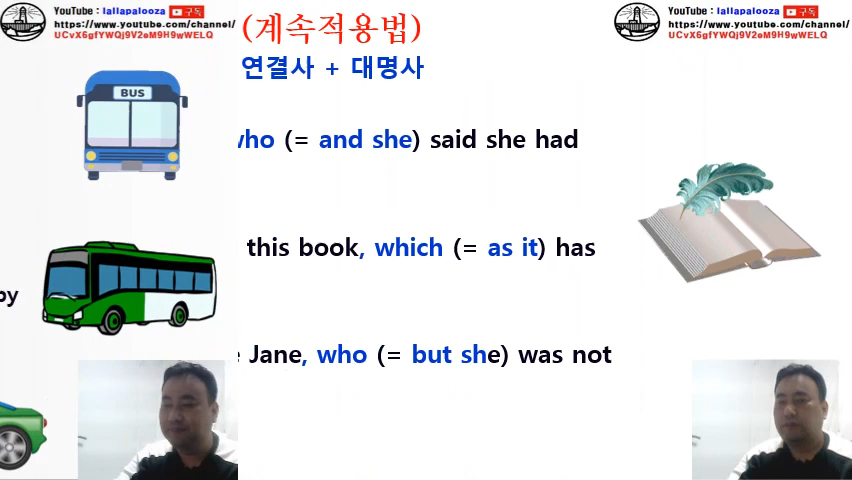 YouTube : lallapalooza 구독
https://www.youtube.com/channel/
UCvX6gfYWQj9V2eM9H9wWELQ
YouTube : lallapalooza 구독
https://www.youtube.com/channel/
UCvX6gfYWQj9V2eM9H9wWELQ
(계속적용법)
연결사 + 대명사
BUS
who (= and she) said she had
this book, which (= as it) has
by
Jane, who (= but she) was not